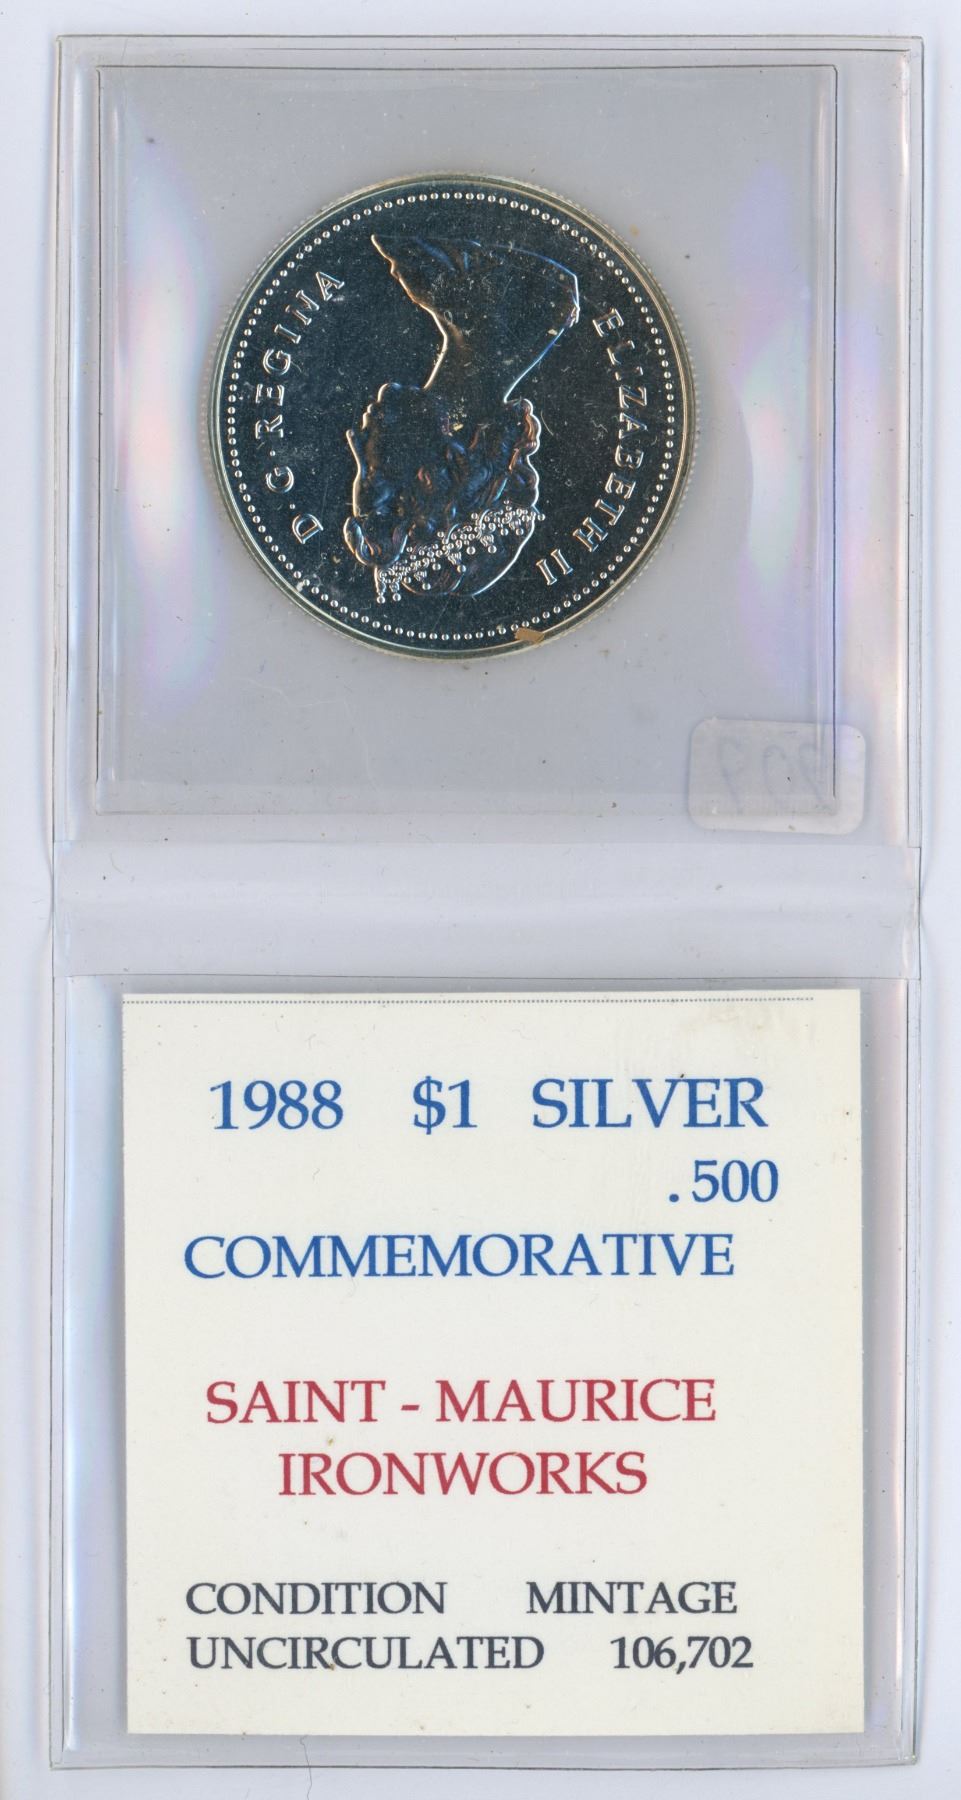 ELIZABETH II
D·G·REGINA
1988 $1 SILVER
.500
COMMEMORATIVE
SAINT - MAURICE
IRONWORKS
CONDITION MINTAGE
UNCIRCULATED 106,702